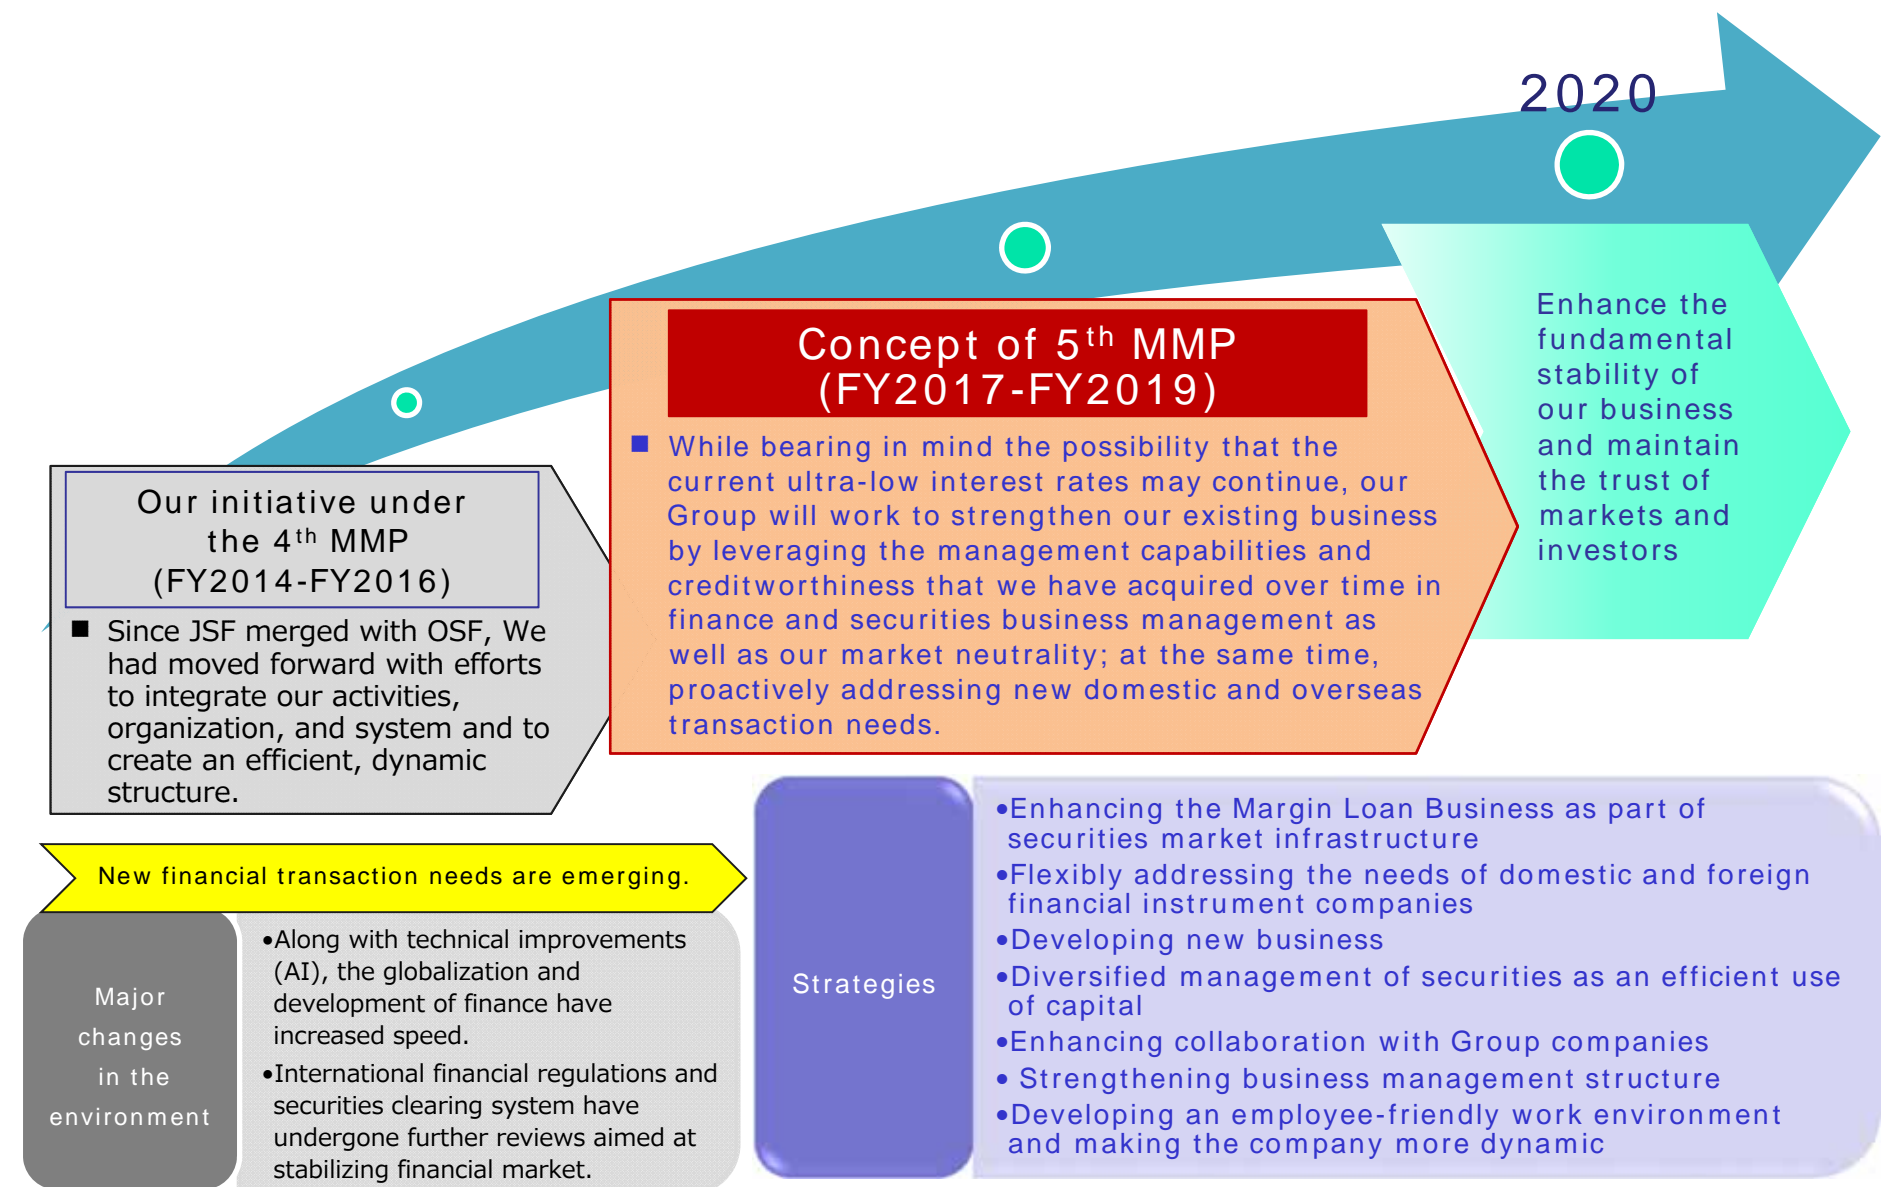 2020
Enhance the
fundamental
stability of
our business
and maintain
the trust of
markets and
investors
Concept of 5th MMP
(FY2017-FY2019)
■ While bearing in mind the possibility that the
current ultra-low interest rates may continue, our
Group will work to strengthen our existing business
by leveraging the management capabilities and
creditworthiness that we have acquired over time in
finance and securities business management as
well as our market neutrality; at the same time,
proactively addressing new domestic and overseas
transaction needs.
Our initiative under
the 4th MMP
(FY2014-FY2016)
■ Since JSF merged with OSF, We
had moved forward with efforts
to integrate our activities,
organization, and system and to
create an efficient, dynamic
structure.
New financial transaction needs are emerging.
Major
changes
in the
environment
•Along with technical improvements
(AI), the globalization and
development of finance have
increased speed.
•International financial regulations and
securities clearing system have
undergone further reviews aimed at
stabilizing financial market.
Strategies
•Enhancing the Margin Loan Business as part of
securities market infrastructure
•Flexibly addressing the needs of domestic and foreign
financial instrument companies
•Developing new business
•Diversified management of securities as an efficient use
of capital
•Enhancing collaboration with Group companies
• Strengthening business management structure
•Developing an employee-friendly work environment
and making the company more dynamic